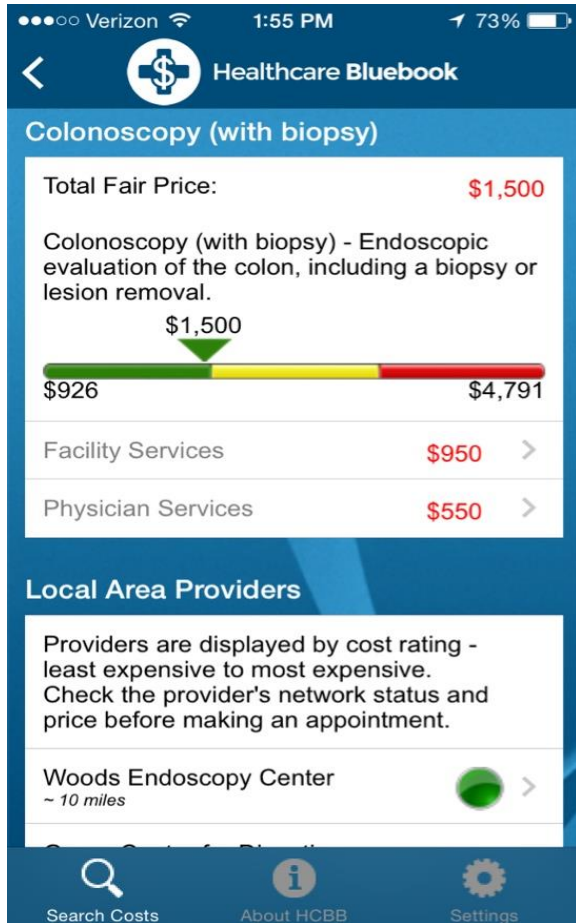 Verizon 1:55 PM 73%
Healthcare Bluebook
Colonoscopy (with biopsy)
Total Fair Price: $1,500
Colonoscopy (with biopsy) - Endoscopic
evaluation of the colon, including a biopsy or
lesion removal.
$1,500
$926 $4,791
Facility Services $950
Physician Services $550
Local Area Providers
Providers are displayed by cost rating -
least expensive to most expensive.
Check the provider's network status and
price before making an appointment.
Woods Endoscopy Center
~ 10 miles
Search Costs About HCBB Settings